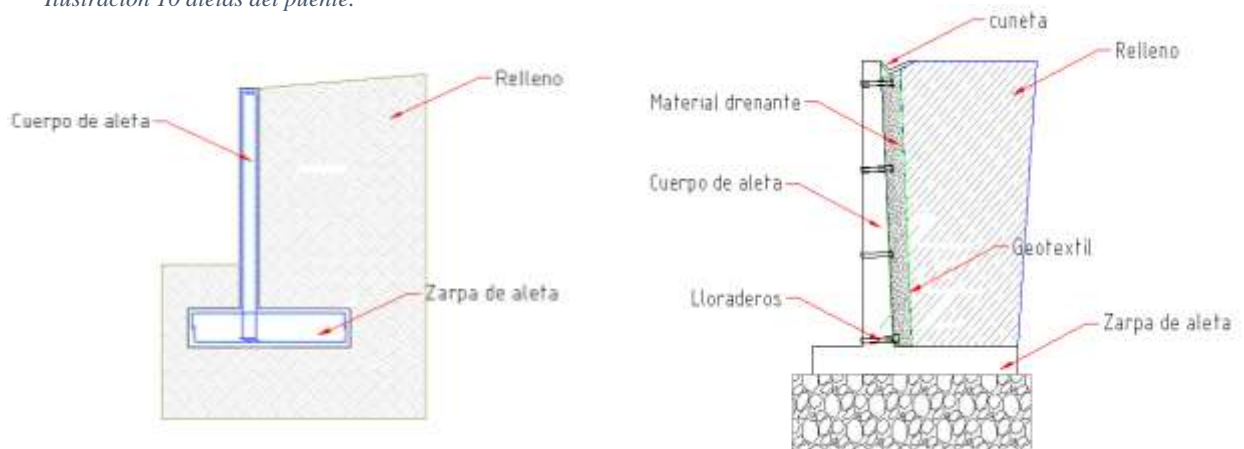 Ilustración 10 aletas del puente.
Relleno
Cuerpo de aleta
Zarpa de aleta
cuneta
Relleno
Material drenante
Cuerpo de aleta
Geotextil
Lloraderos
Zarpa de aleta